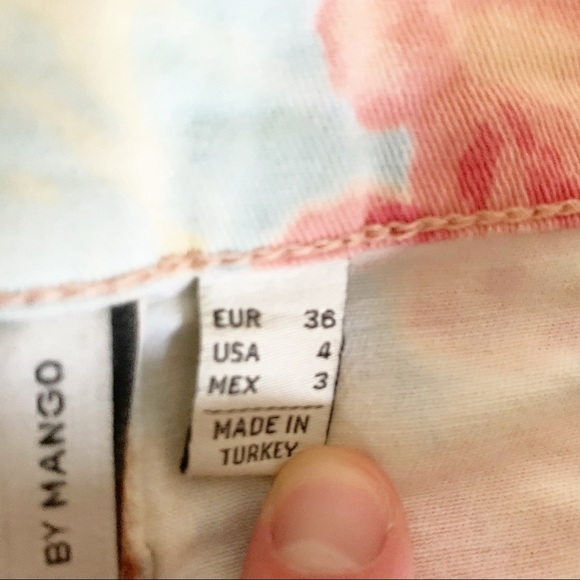 EUR 36
USA 4
MEX 3
MADE IN
TURKEY
BY MANGO